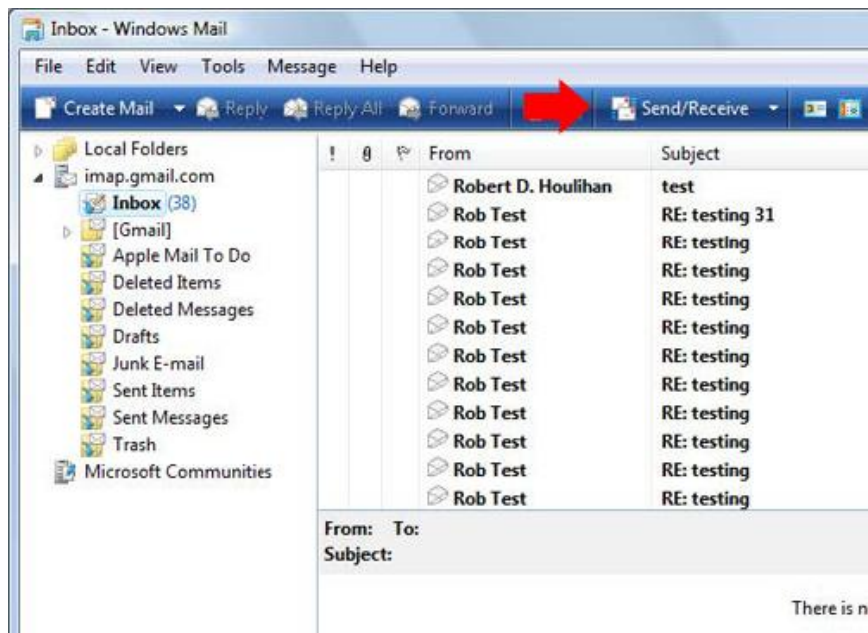 Inbox - Windows Mail
File Edit View Tools Message Help
Create Mail Reply Reply All Forward Send/Receive
Local Folders
imap.gmail.com
Inbox (38)
[Gmail]
Apple Mail To Do
Deleted Items
Deleted Messages
Drafts
Junk E-mail
Sent Items
Sent Messages
Trash
Microsoft Communities
! From Subject
Robert D. Houlihan test
Rob Test RE: testing 31
Rob Test RE: testing
Rob Test RE: testing
Rob Test RE: testing
Rob Test RE: testing
Rob Test RE: testing
Rob Test RE: testing
Rob Test RE: testing
Rob Test RE: testing
Rob Test RE: testing
Rob Test RE: testing
From: To:
Subject:
There is n